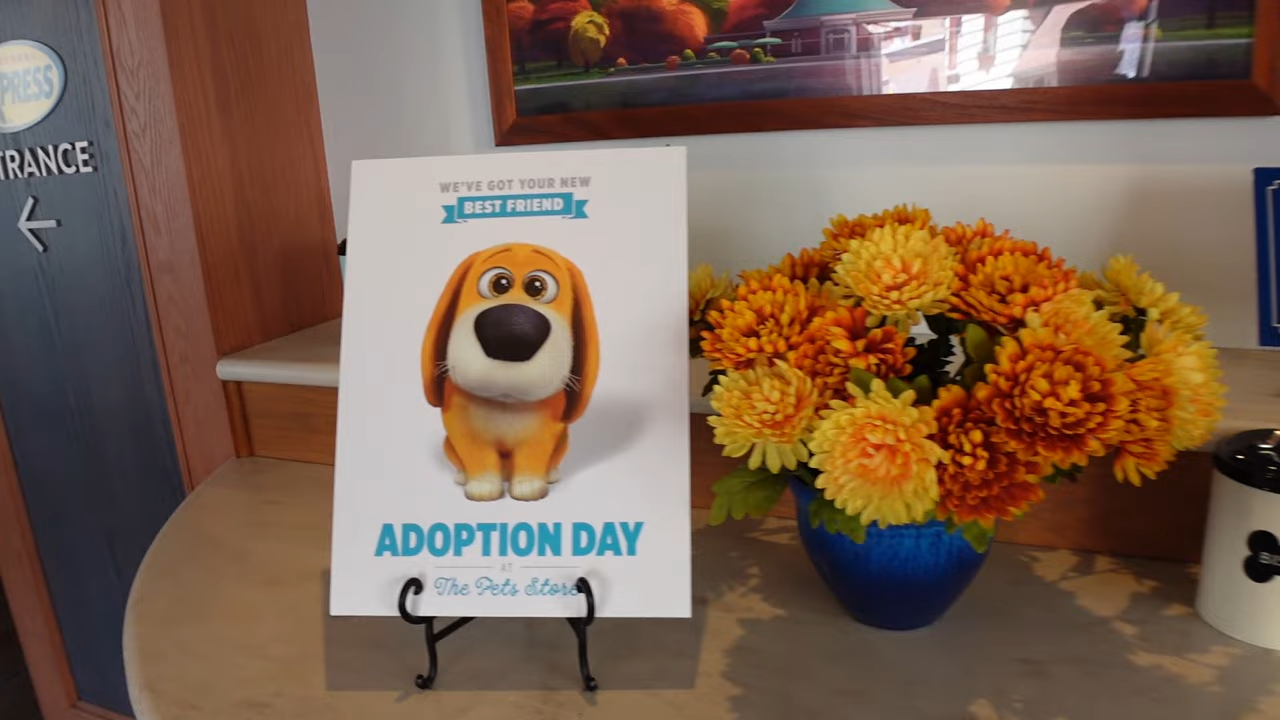 PRESS
TRANCE
WE'VE GOT YOUR NEW
BEST FRIEND
ADOPTION DAY
AT
The Pets Store